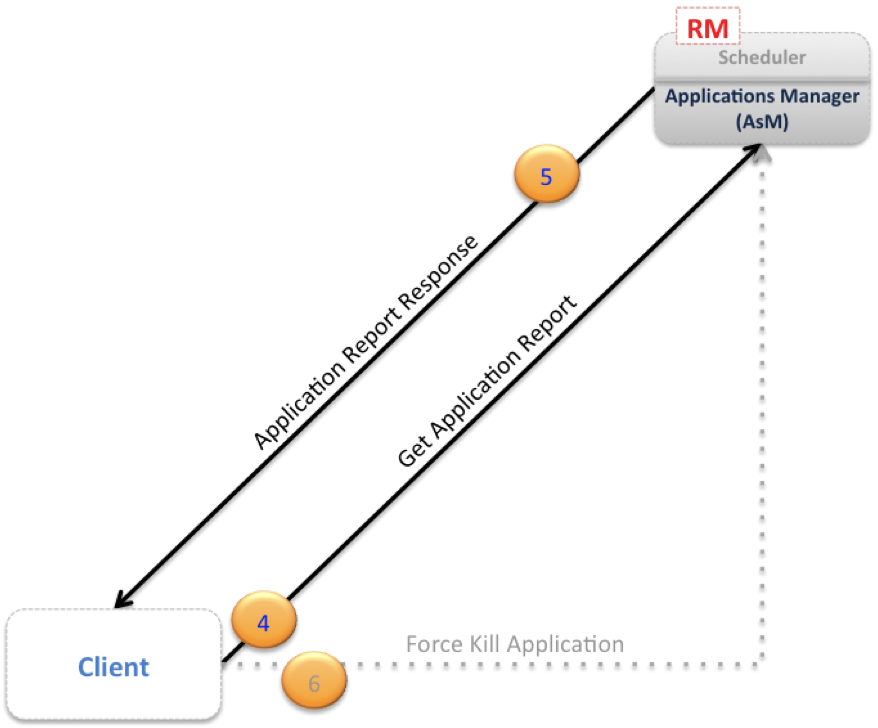 RM
Scheduler
Applications Manager
(AsM)
5
Application Report Response
Get Application Report
4
Force Kill Application
Client
6